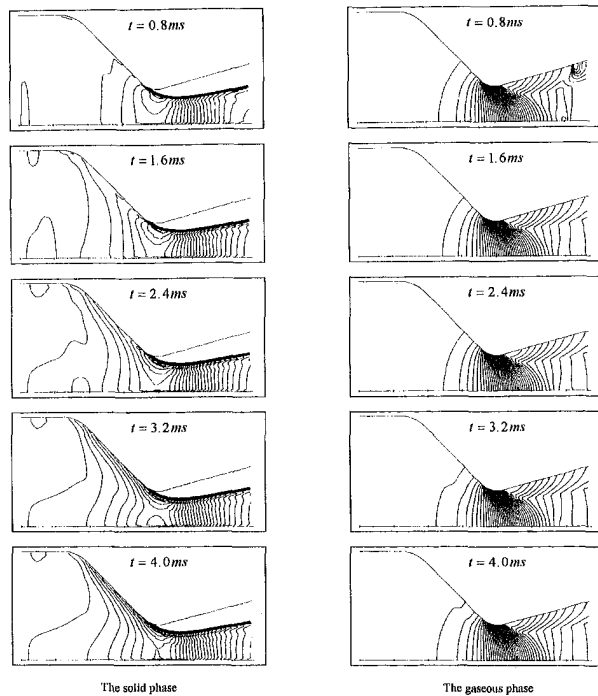 t = 0.8ms
t = 0.8ms
t = 1.6ms
t = 1.6ms
t = 2.4ms
t = 2.4ms
t = 3.2ms
t = 3.2ms
t = 4.0ms
t = 4.0ms
The solid phase
The gaseous phase